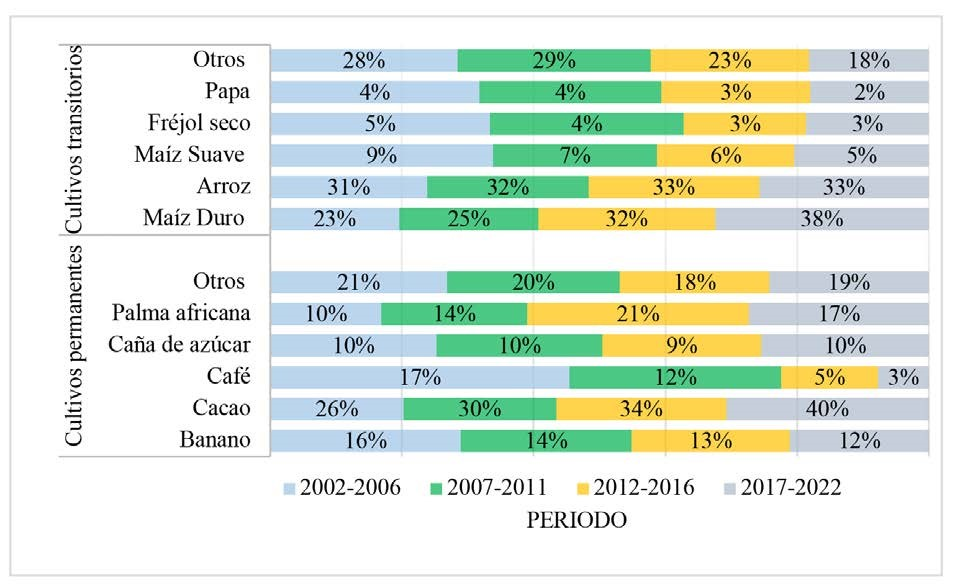 Cultivos transitorios
Otros 28% 29% 23% 18%
Papa 4% 4% 3% 2%
Fréjol seco 5% 4% 3% 3%
Maíz Suave 9% 7% 6% 5%
Arroz 31% 32% 33% 33%
Maíz Duro 23% 25% 32% 38%
Cultivos permanentes
Otros 21% 20% 18% 19%
Palma africana 10% 14% 21% 17%
Caña de azúcar 10% 10% 9% 10%
Café 17% 12% 5% 3%
Cacao 26% 30% 34% 40%
Banano 16% 14% 13% 12%
2002-2006 2007-2011 2012-2016 2017-2022
PERIODO